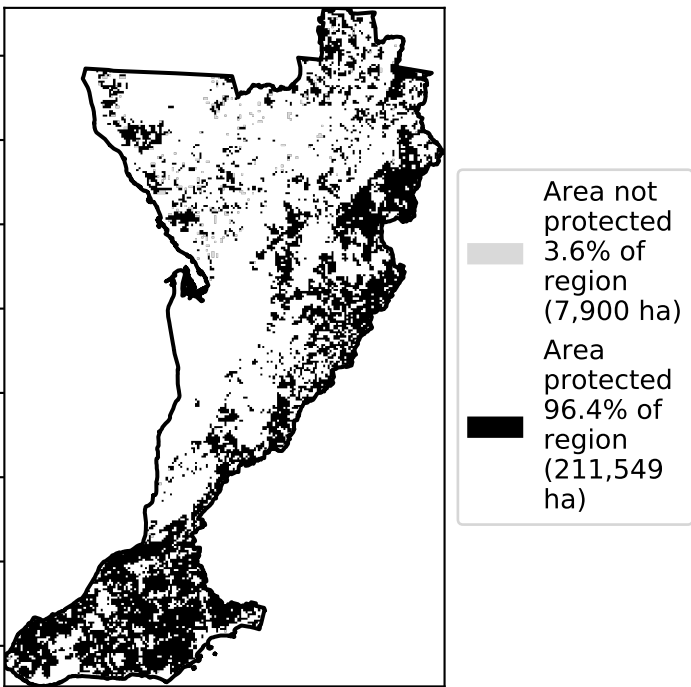 Area not
protected
3.6% of
region
(7,900 ha)
Area
protected
96.4% of
region
(211,549
ha)